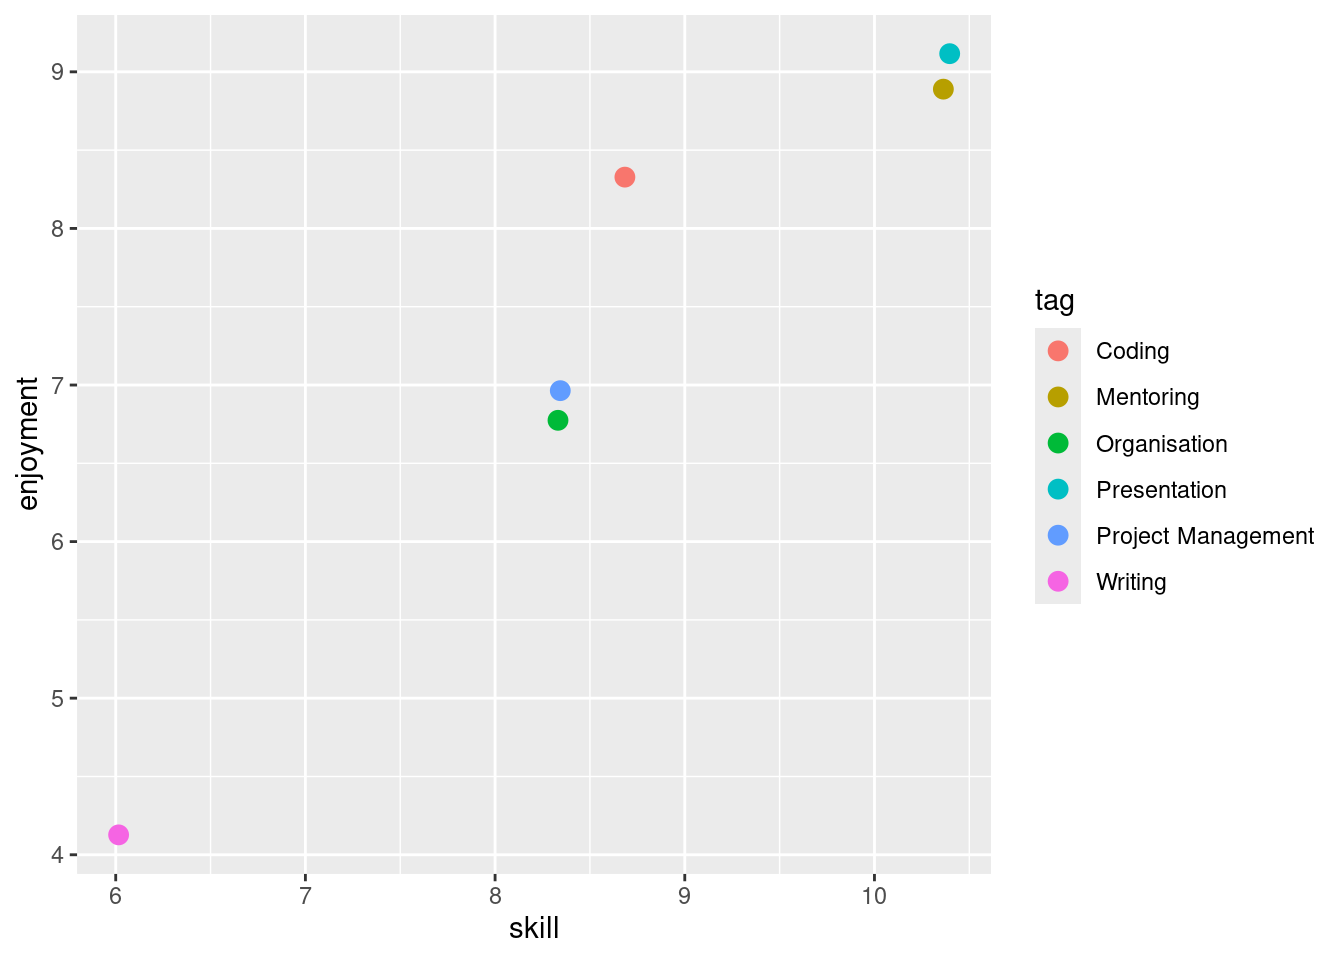 9
8
7
6
5
4
enjoyment
6 7 8 9 10
skill
tag
Coding
Mentoring
Organisation
Presentation
Project Management
Writing